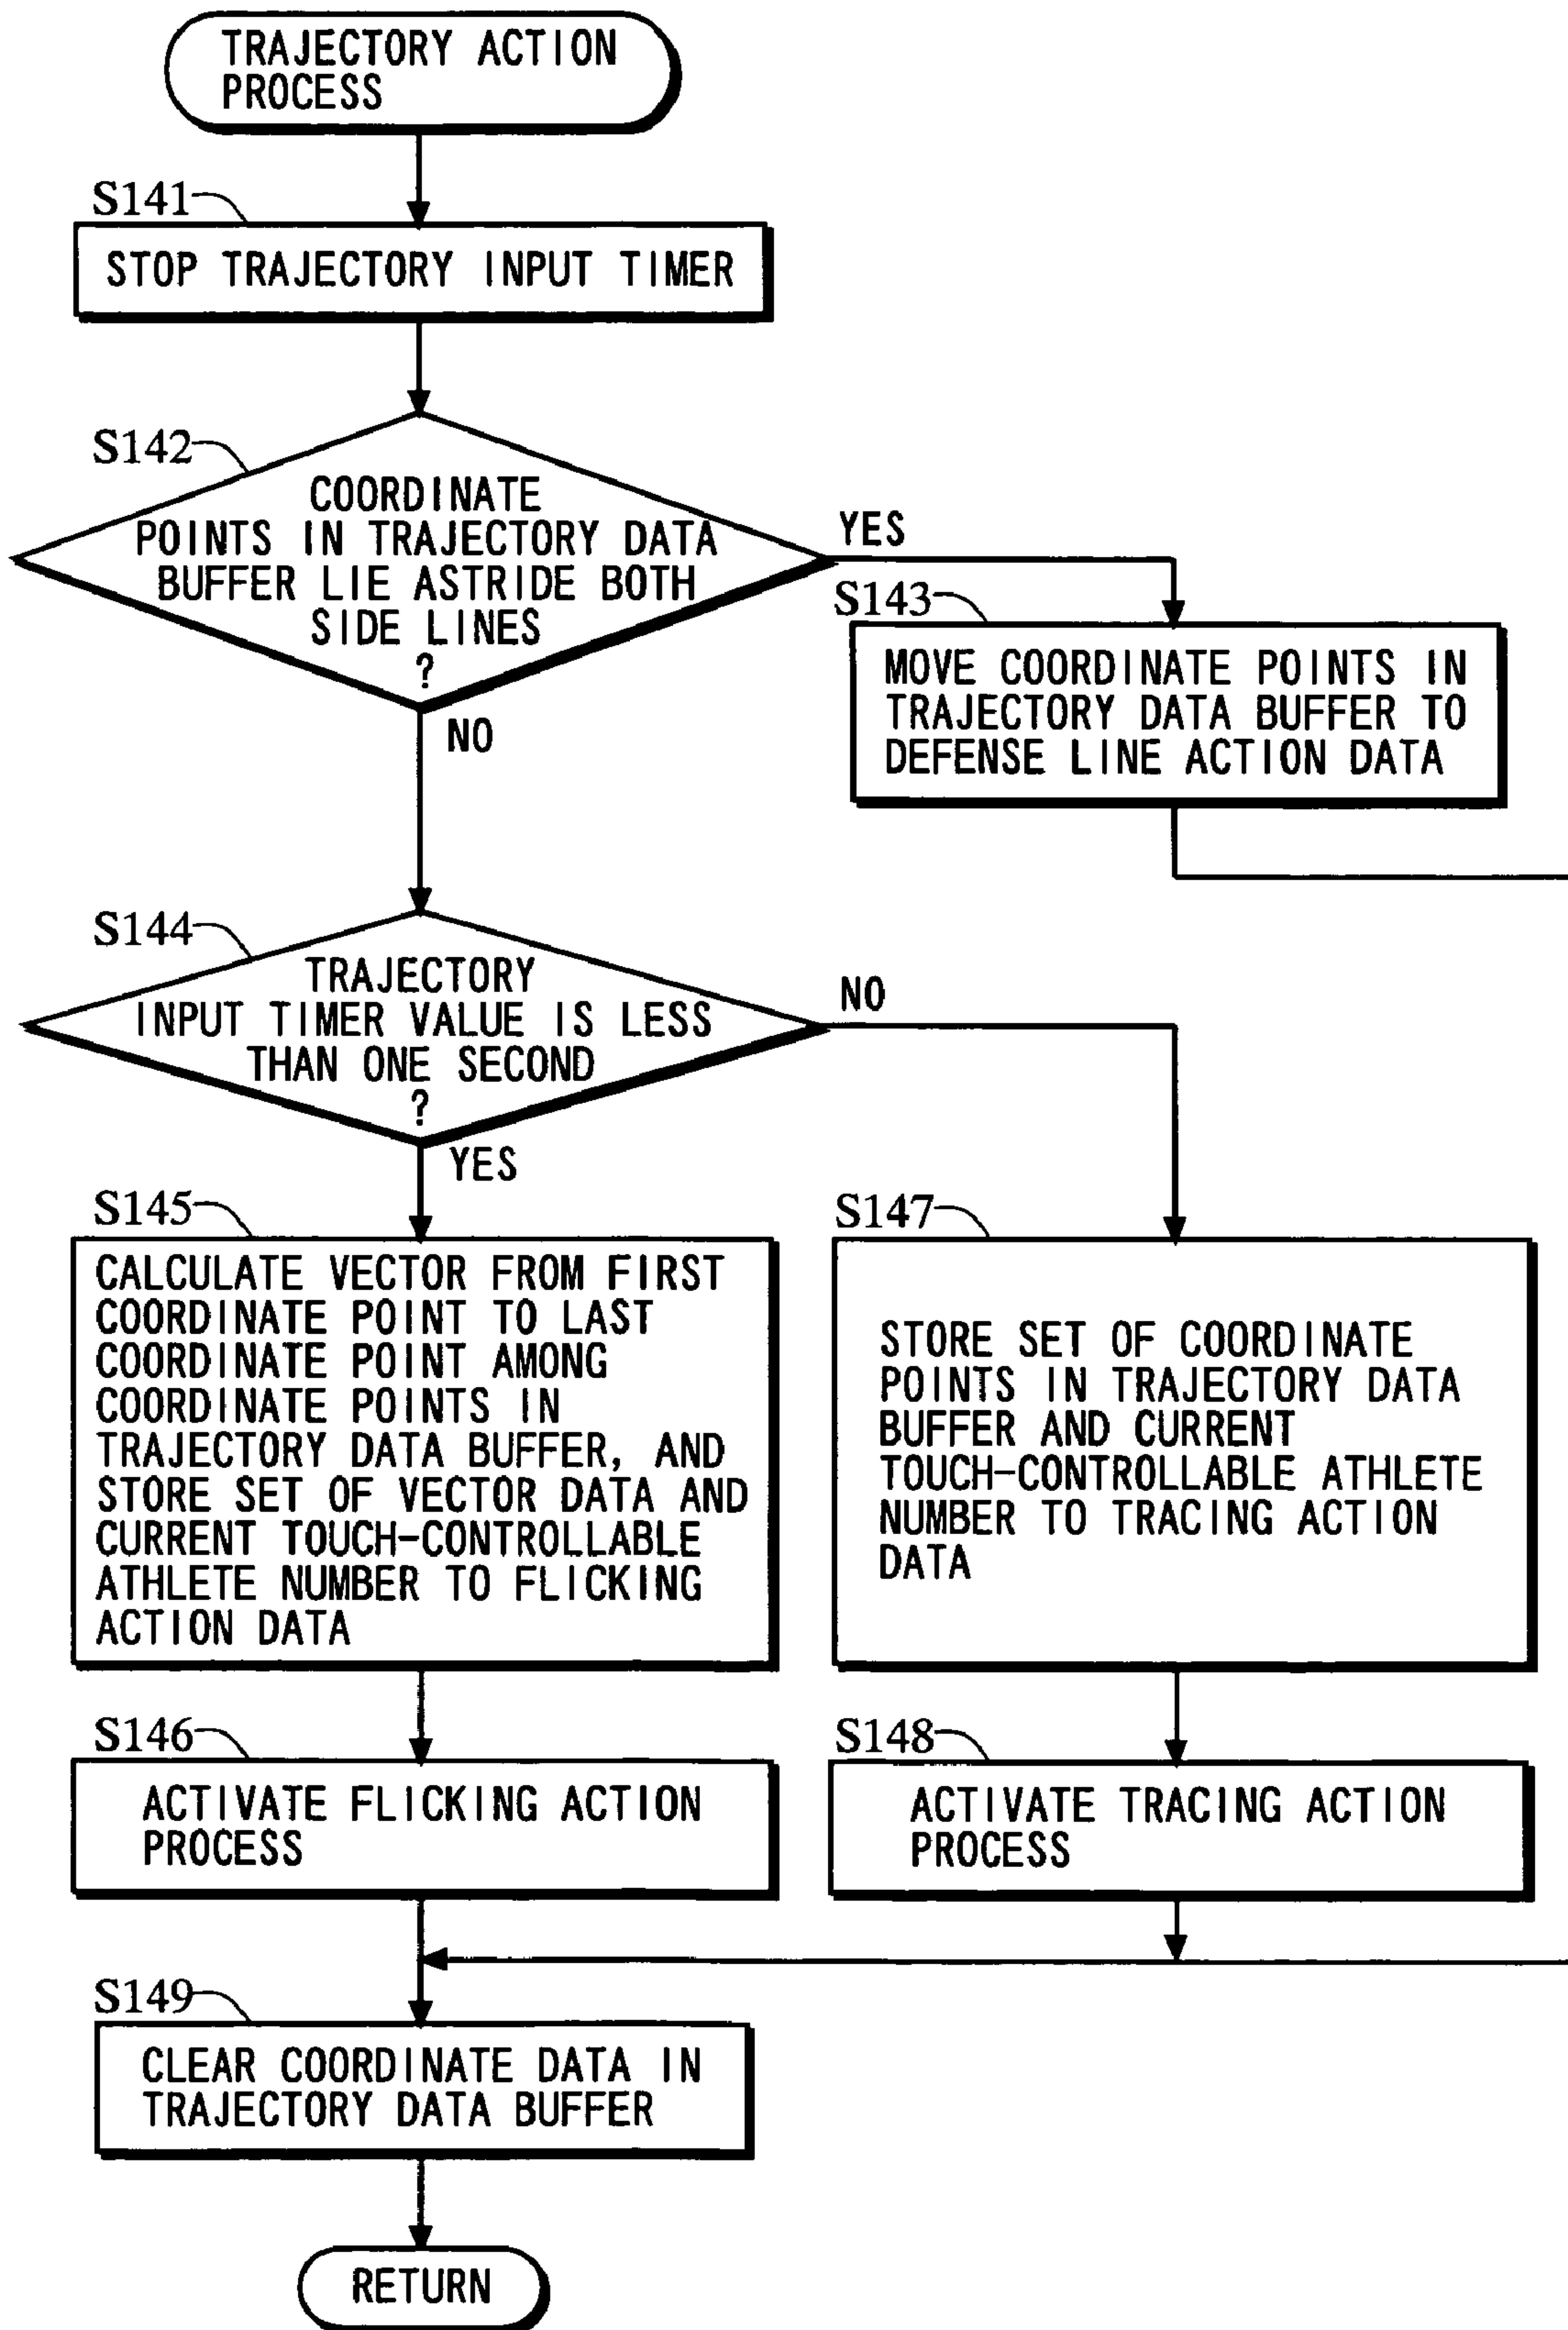 TRAJECTORY ACTION
PROCESS
S141
STOP TRAJECTORY INPUT TIMER
S142
COORDINATE
POINTS IN TRAJECTORY DATA
BUFFER LIE ASTRIDE BOTH
SIDE LINES
?
YES
NO
S143
MOVE COORDINATE POINTS IN
TRAJECTORY DATA BUFFER TO
DEFENSE LINE ACTION DATA
S144
TRAJECTORY
INPUT TIMER VALUE IS LESS
THAN ONE SECOND
?
NO
YES
S145
CALCULATE VECTOR FROM FIRST
COORDINATE POINT TO LAST
COORDINATE POINT AMONG
COORDINATE POINTS IN
TRAJECTORY DATA BUFFER, AND
STORE SET OF VECTOR DATA AND
CURRENT TOUCH-CONTROLLABLE
ATHLETE NUMBER TO FLICKING
ACTION DATA
S147
STORE SET OF COORDINATE
POINTS IN TRAJECTORY DATA
BUFFER AND CURRENT
TOUCH-CONTROLLABLE ATHLETE
NUMBER TO TRACING ACTION
DATA
S146
ACTIVATE FLICKING ACTION
PROCESS
S148
ACTIVATE TRACING ACTION
PROCESS
S149
CLEAR COORDINATE DATA IN
TRAJECTORY DATA BUFFER
RETURN